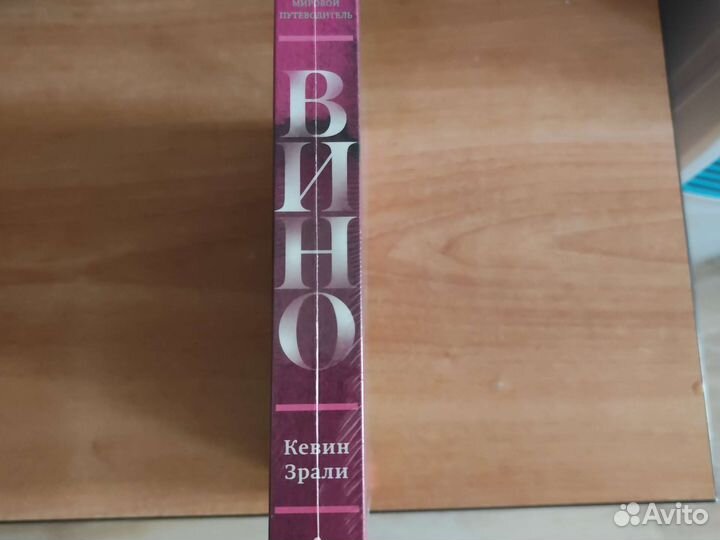 МИРОВОЙ
ПУТЕВОДИТЕЛЬ
ВИНО
Кевин
Зрали
Avito